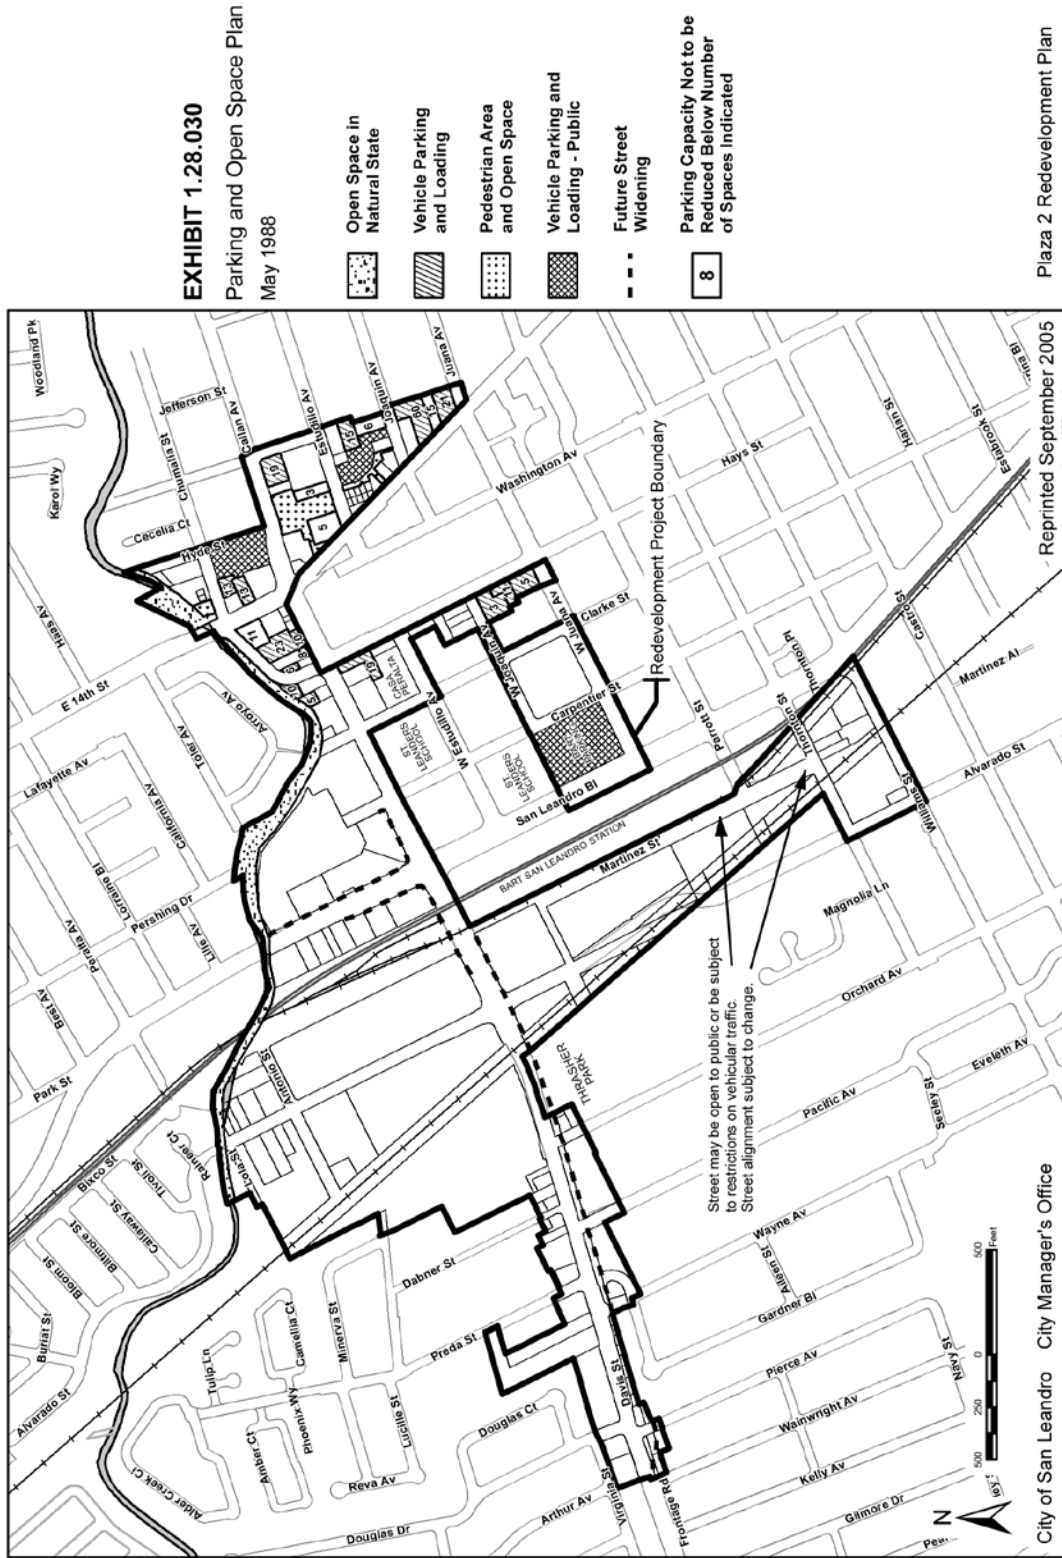 EXHIBIT 1.28.030
Parking and Open Space Plan
May 1988
Open Space in
Natural State
Vehicle Parking
and Loading
Pedestrian Area
and Open Space
Vehicle Parking and
Loading - Public
Future Street
Widening
8
Parking Capacity Not to be
Reduced Below Number
of Spaces Indicated
Plaza 2 Redevelopment Plan
Woodland Pk
Karol Wy
Jefferson St
Chumalia St
Callan Av
Cecelia Ct
Hyde St
Estudillo Av
Joaquin Av
Juana Av
Haas Av
E 14th St
Arroyo Av
Toler Av
Lafayette Av
California Av
Lorraine Bl
Peralta Av
Pershing Dr
Lille Av
Best Av
Park St
Washington Av
Hays St
Harlan St
Estabrook St
CASA
PERALTA
ST.
LEANDERS
SCHOOL
W Estudillo Av
ST.
LEANDERS
SCHOOL
W Joaquin Av
W Juana Av
Clarke St
Carpentier St
San Leandro Bl
Redevelopment Project Boundary
BART SAN LEANDRO STATION
Martinez St
Parrott St
Thornton St
Thornton Pl
Castro St
Martinez Al
Alvarado St
Williams St
Magnolia Ln
Orchard Av
Pacific Av
Seeley St
Eveleth Av
Street may be open to public or be subject
to restrictions on vehicular traffic.
Street alignment subject to change.
THRASHER
PARK
Antonio St
Lola St
Raineer Ct
Tivoli St
Bixco St
Callaway St
Biltmore St
Bloom St
Buriat St
Alvarado St
Dabner St
Preda St
Minerva St
Camellia Ct
Tulip Ln
Phoenix Wy
Amber Ct
Lucille St
Reva Av
Alder Creek Ci
Douglas Ct
Douglas Dr
Arthur Av
Virginia St
Davis St
Frontage Rd
Wayne Av
Aileen St
Gardner Bl
Pierce Av
Wainwright Av
Navy St
Kelly Av
Gilmore Dr
N
500
250
0
500
Feet
Reprinted September 2005
City of San Leandro
City Manager's Office